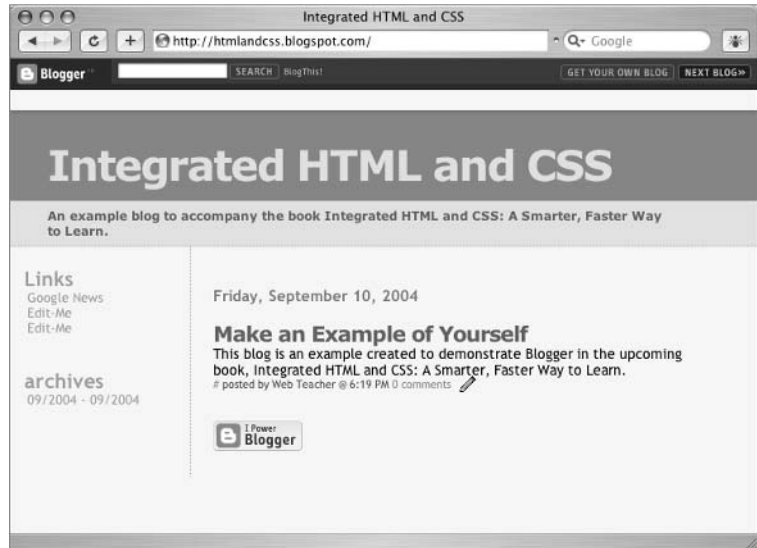 Integrated HTML and CSS
http://htmlandcss.blogspot.com/
Google
Blogger™ SEARCH BlogThis! GET YOUR OWN BLOG NEXT BLOG»
Integrated HTML and CSS
An example blog to accompany the book Integrated HTML and CSS: A Smarter, Faster Way
to Learn.
Links
Google News
Edit-Me
Edit-Me
archives
09/2004 - 09/2004
Friday, September 10, 2004
Make an Example of Yourself
This blog is an example created to demonstrate Blogger in the upcoming
book, Integrated HTML and CSS: A Smarter, Faster Way to Learn.
# posted by Web Teacher @ 6:19 PM 0 comments
I Power
Blogger